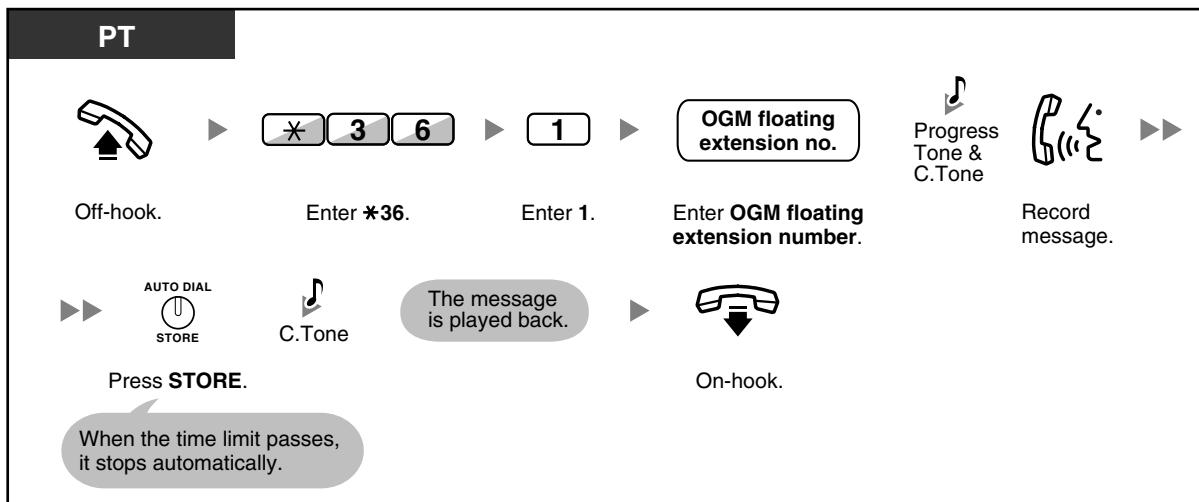 PT
✳ 3 6
1
OGM floating
extension no.
Progress
Tone &
C.Tone
Off-hook.
Enter ✳36.
Enter 1.
Enter OGM floating
extension number.
Record
message.
AUTO DIAL
STORE
C.Tone
The message
is played back.
Press STORE.
On-hook.
When the time limit passes,
it stops automatically.